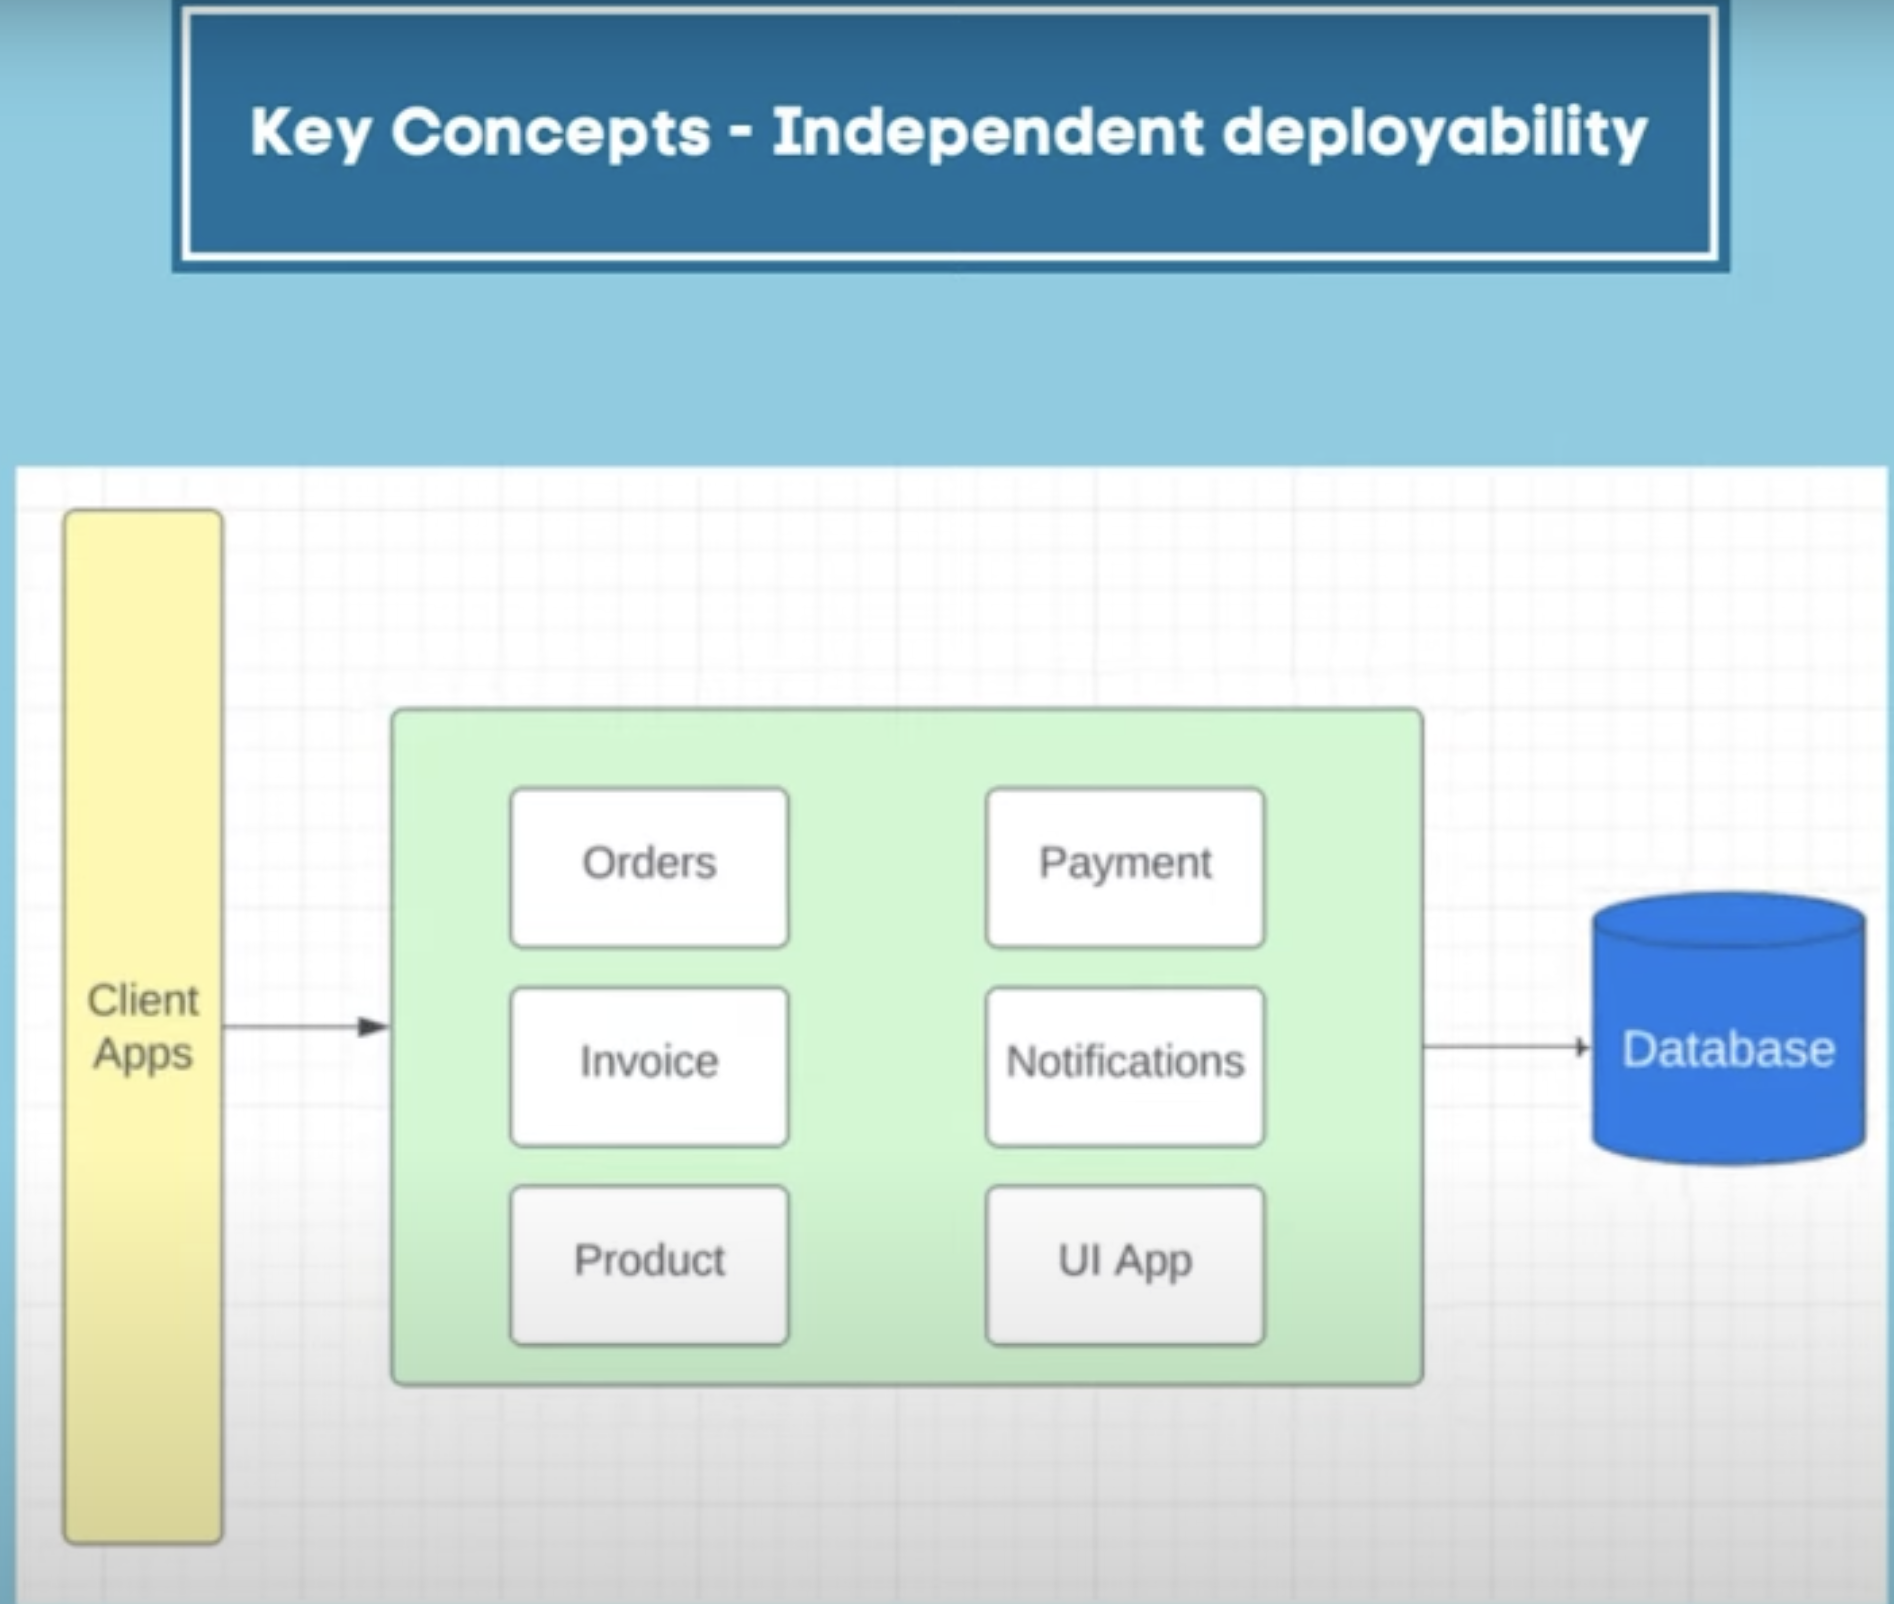 Key Concepts - Independent deployability
Client
Apps
Orders
Payment
Invoice
Notifications
Product
UI App
Database